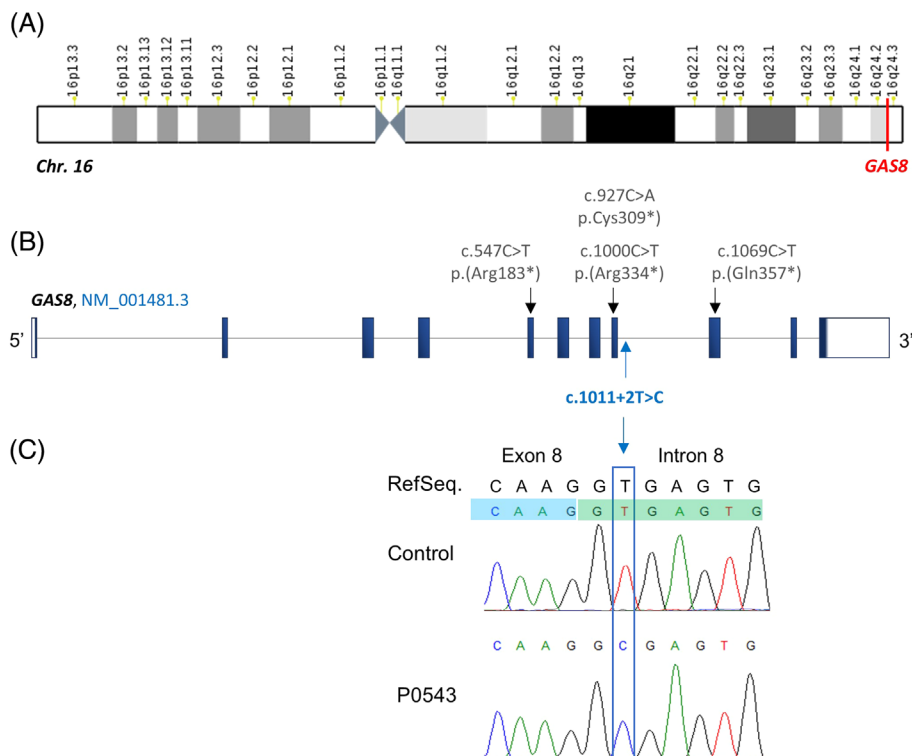 (A)
16p13.3
16p13.2
16p13.13
16p13.12
16p13.11
16p12.3
16p12.2
16p12.1
16p11.2
16p11.1
16q11.1
16q11.2
16q12.1
16q12.2
16q13
16q21
16q22.1
16q22.2
16q22.3
16q23.1
16q23.2
16q23.3
16q24.1
16q24.2
16q24.3
Chr. 16
GAS8
c.927C>A
p.Cys309*)
(B)
c.547C>T
p.(Arg183*)
c.1000C>T
p.(Arg334*)
c.1069C>T
p.(Gln357*)
GAS8, NM_001481.3
5'
3'
c.1011+2T>C
(C)
Exon 8
Intron 8
RefSeq.
C A A G G T G A G T G
C A A G G T G A G T G
Control
C A A G G C G A G T G
P0543